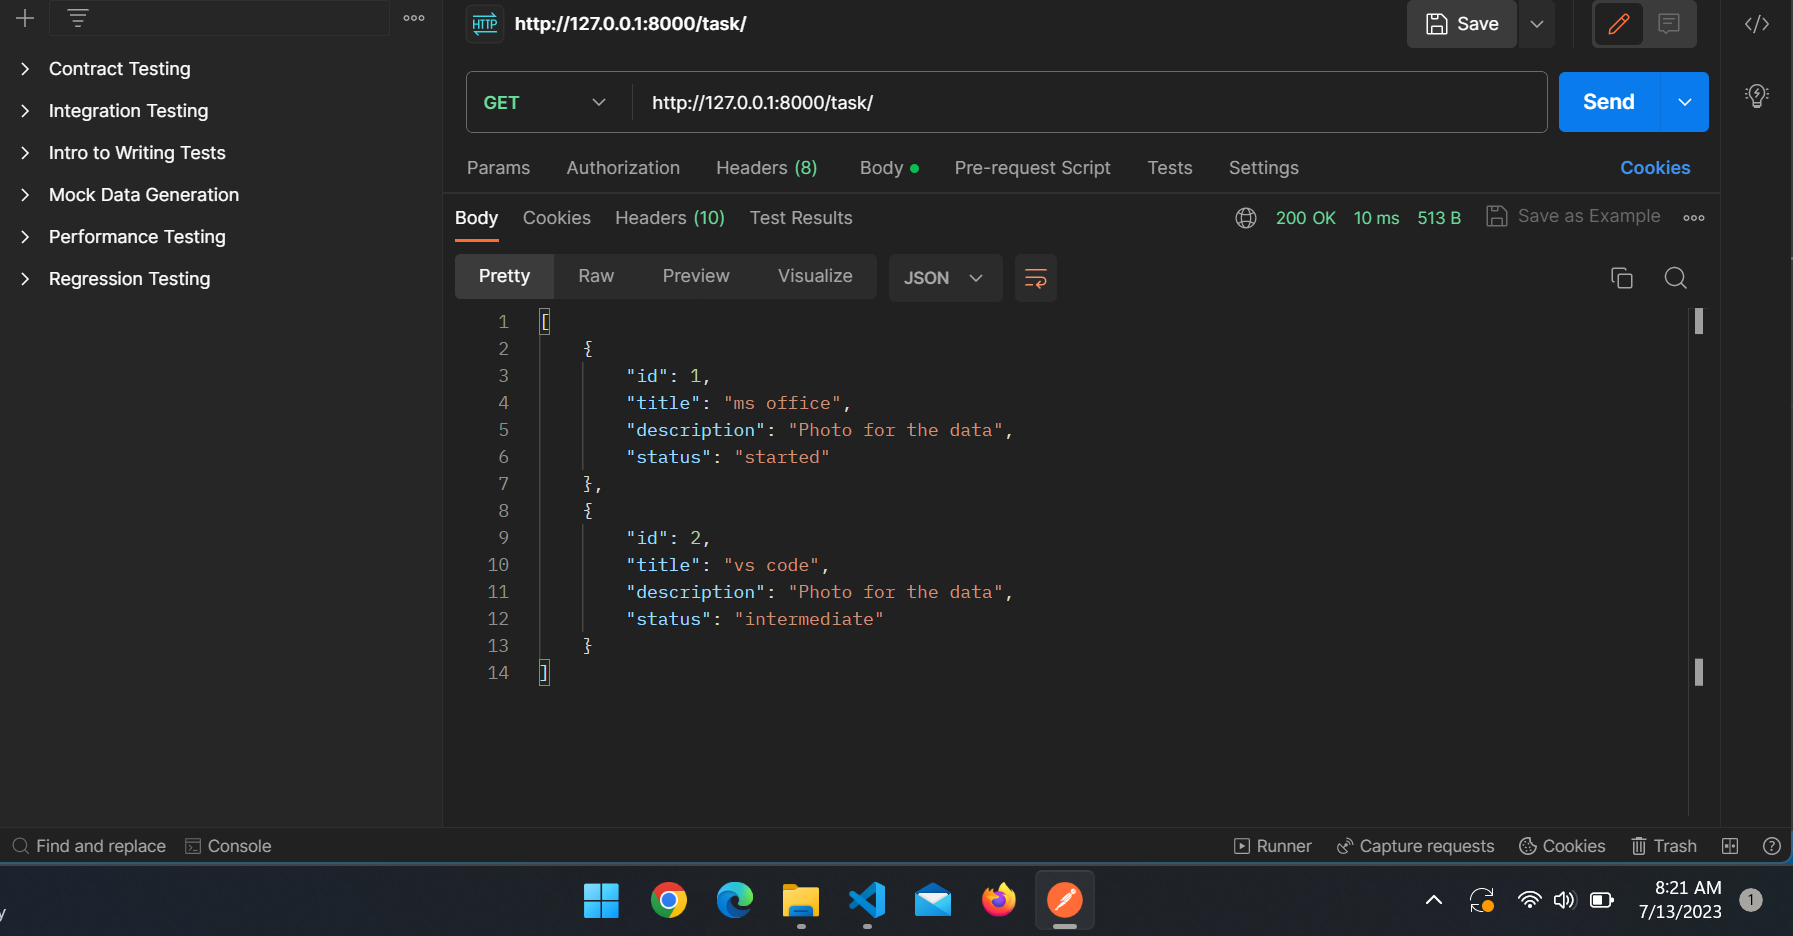 HTTP http://127.0.0.1:8000/task/
Save
Contract Testing
Integration Testing
Intro to Writing Tests
Mock Data Generation
Performance Testing
Regression Testing
GET http://127.0.0.1:8000/task/
Send
Params Authorization Headers (8) Body Pre-request Script Tests Settings Cookies
Body Cookies Headers (10) Test Results 200 OK 10 ms 513 B Save as Example
Pretty Raw Preview Visualize JSON
1 [
2 {
3 "id": 1,
4 "title": "ms office",
5 "description": "Photo for the data",
6 "status": "started"
7 },
8 {
9 "id": 2,
10 "title": "vs code",
11 "description": "Photo for the data",
12 "status": "intermediate"
13 }
14 ]
Find and replace Console Runner Capture requests Cookies Trash
y
8:21 AM
7/13/2023
1